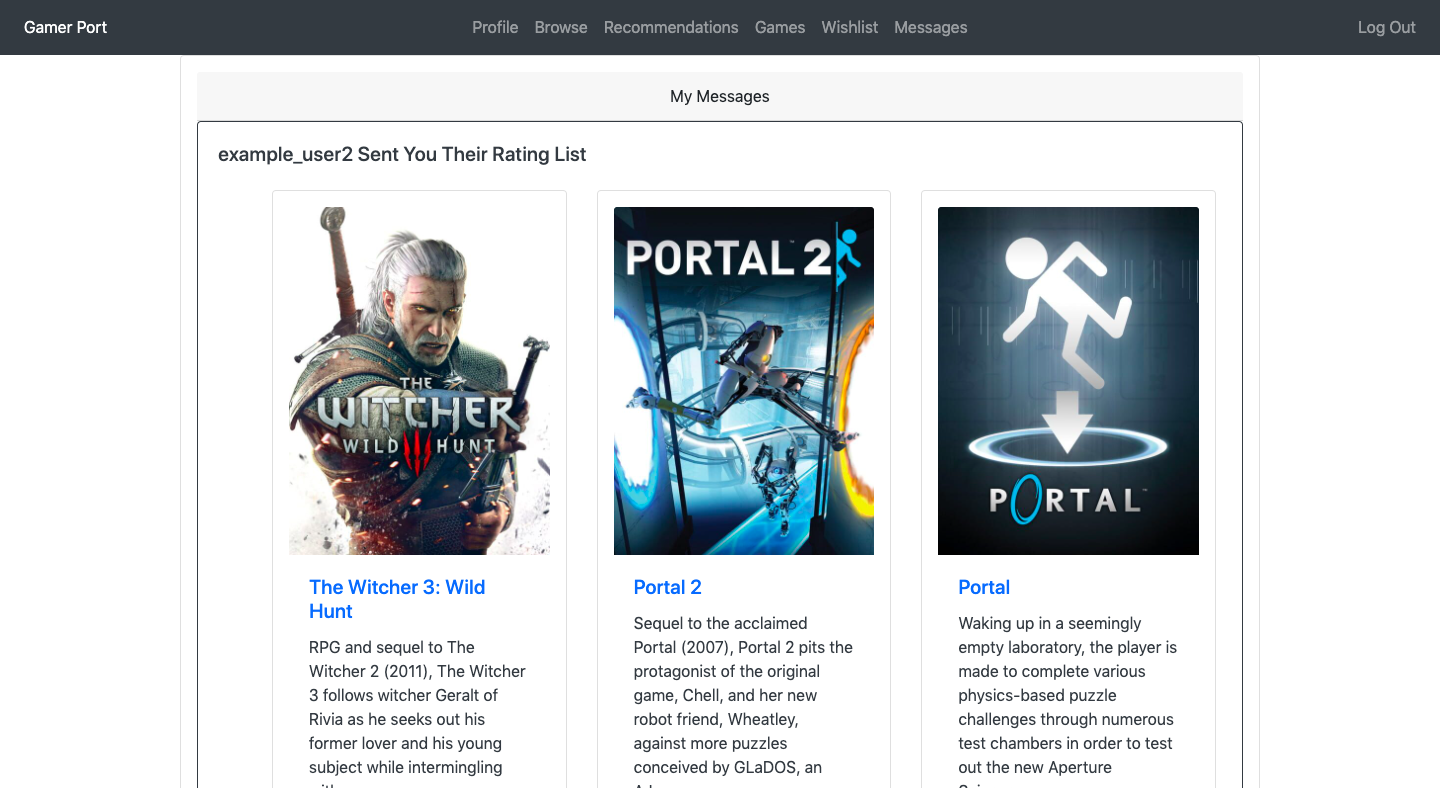 Gamer Port
Profile Browse Recommendations Games Wishlist Messages
Log Out
My Messages
example_user2 Sent You Their Rating List
THE
WITCHER
WILD HUNT
PORTAL 2
PORTAL
The Witcher 3: Wild
Hunt
RPG and sequel to The
Witcher 2 (2011), The Witcher
3 follows witcher Geralt of
Rivia as he seeks out his
former lover and his young
subject while intermingling
Portal 2
Sequel to the acclaimed
Portal (2007), Portal 2 pits the
protagonist of the original
game, Chell, and her new
robot friend, Wheatley,
against more puzzles
conceived by GLaDOS, an
Portal
Waking up in a seemingly
empty laboratory, the player is
made to complete various
physics-based puzzle
challenges through numerous
test chambers in order to test
out the new Aperture